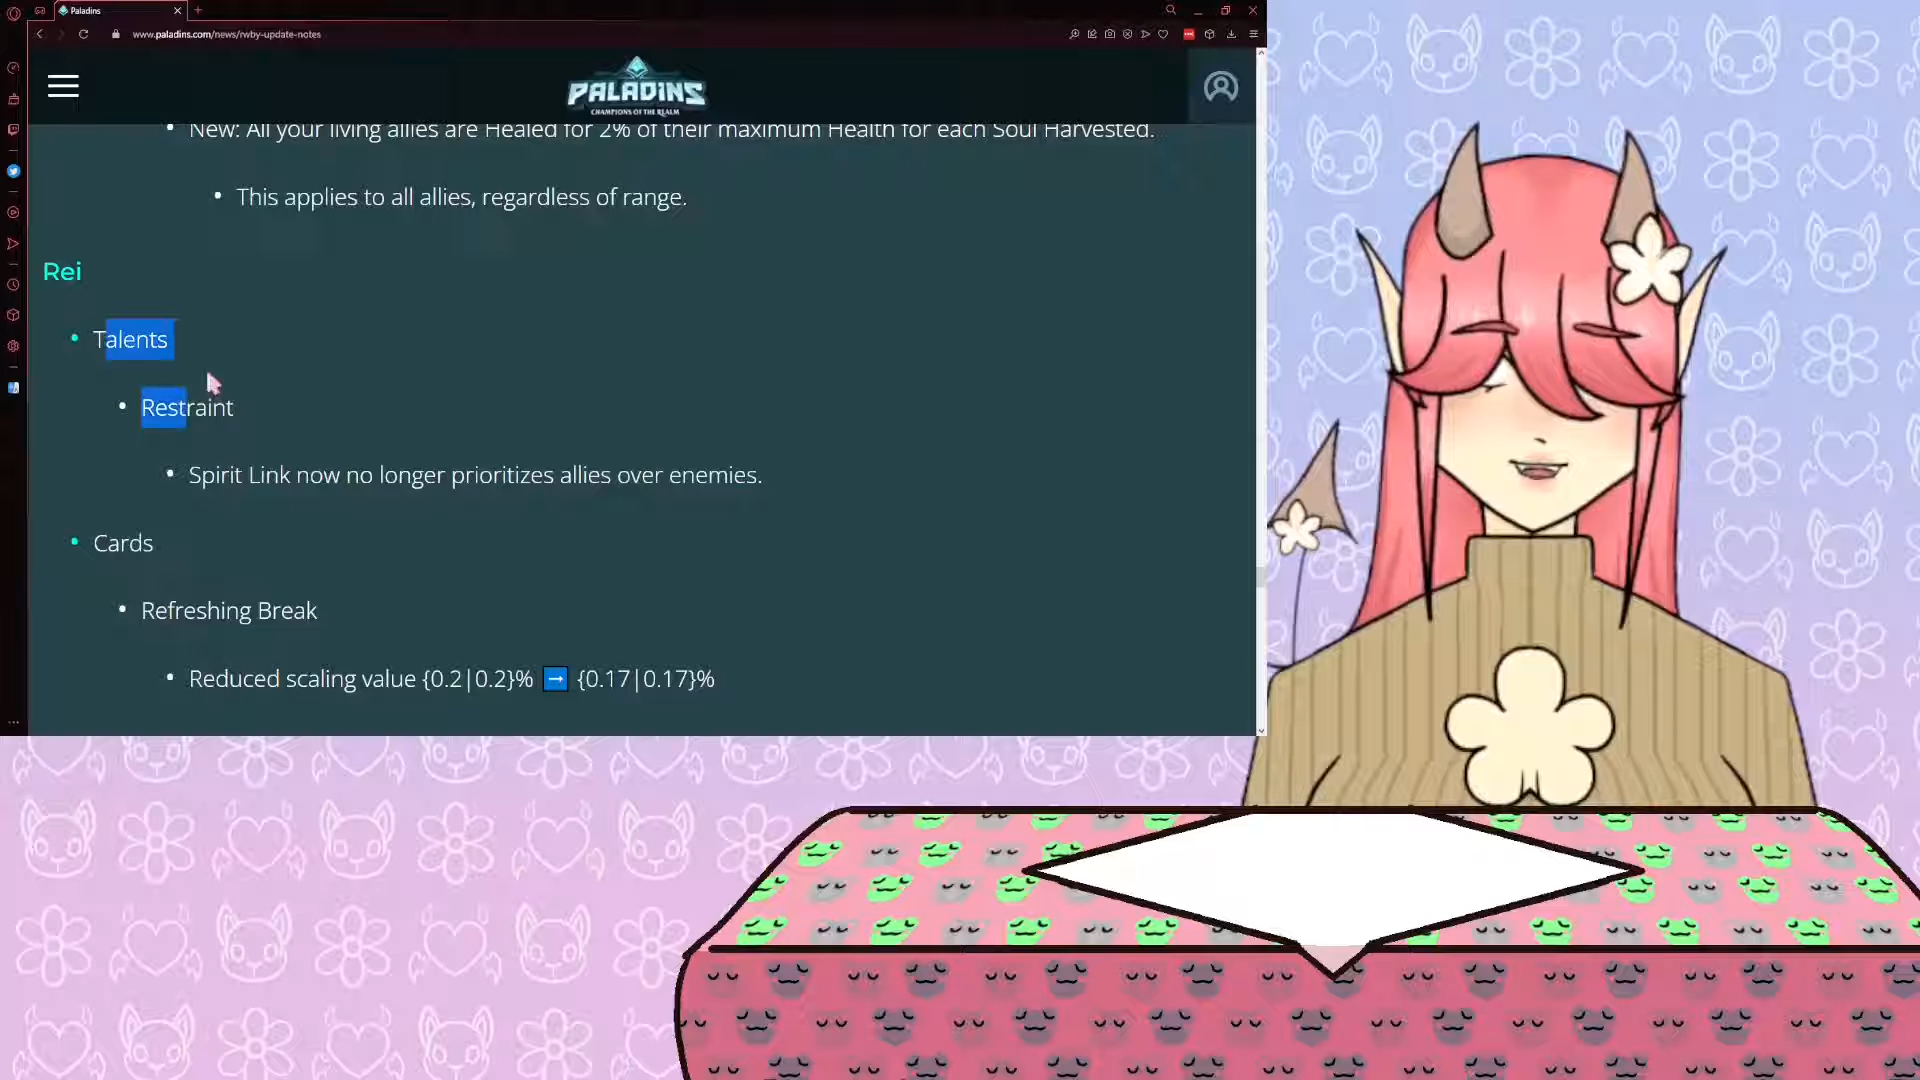 Paladins
www.paladins.com/news/rwby-update-notes
PALADINS
CHAMPIONS OF THE REALM
New: All your living allies are Healed for 2% of their maximum Health for each Soul Harvested.
This applies to all allies, regardless of range.
Rei
Talents
Restraint
Spirit Link now no longer prioritizes allies over enemies.
Cards
Refreshing Break
Reduced scaling value {0.2|0.2}% → {0.17|0.17}%